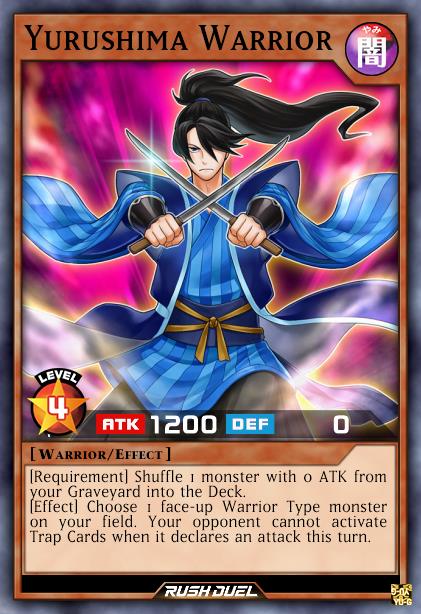 Yurushima Warrior
やみ
闇
LEVEL
4
ATK 1200 DEF 0
[Warrior/Effect]
[Requirement] Shuffle 1 monster with 0 ATK from
your Graveyard into the Deck.
[Effect] Choose 1 face-up Warrior Type monster
on your field. Your opponent cannot activate
Trap Cards when it declares an attack this turn.
RUSH DUEL